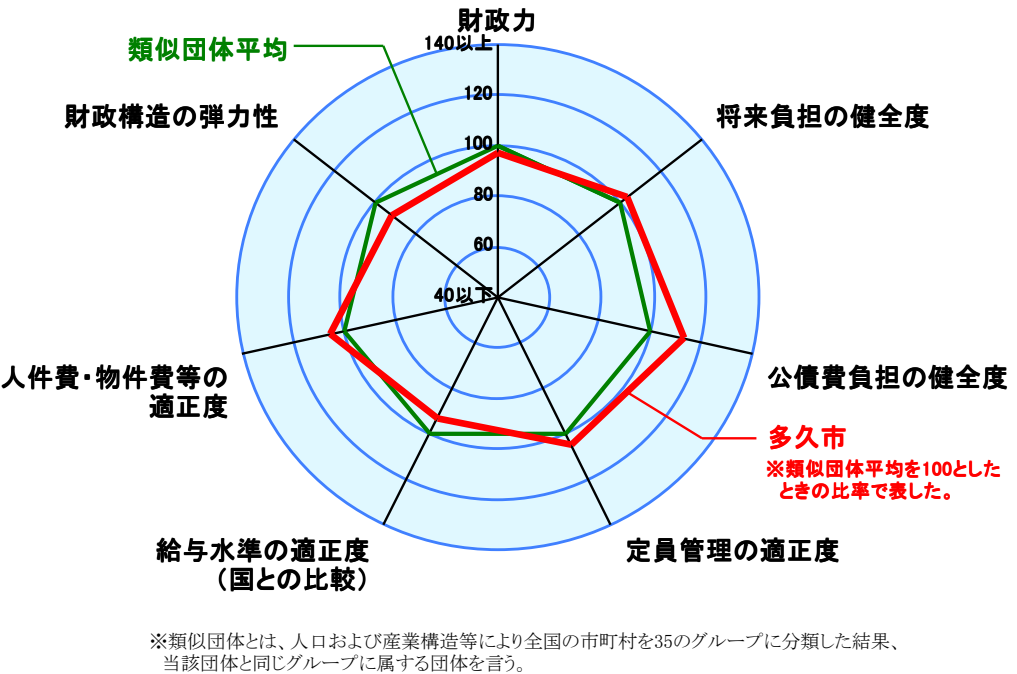 財政力
類似団体平均
140以上
120
100
80
60
40以下
財政構造の弾力性
将来負担の健全度
人件費・物件費等の
適正度
公債費負担の健全度
多久市
※類似団体平均を100とした
ときの比率で表した。
給与水準の適正度
（国との比較）
定員管理の適正度
※類似団体とは、人口および産業構造等により全国の市町村を35のグループに分類した結果、
当該団体と同じグループに属する団体を言う。